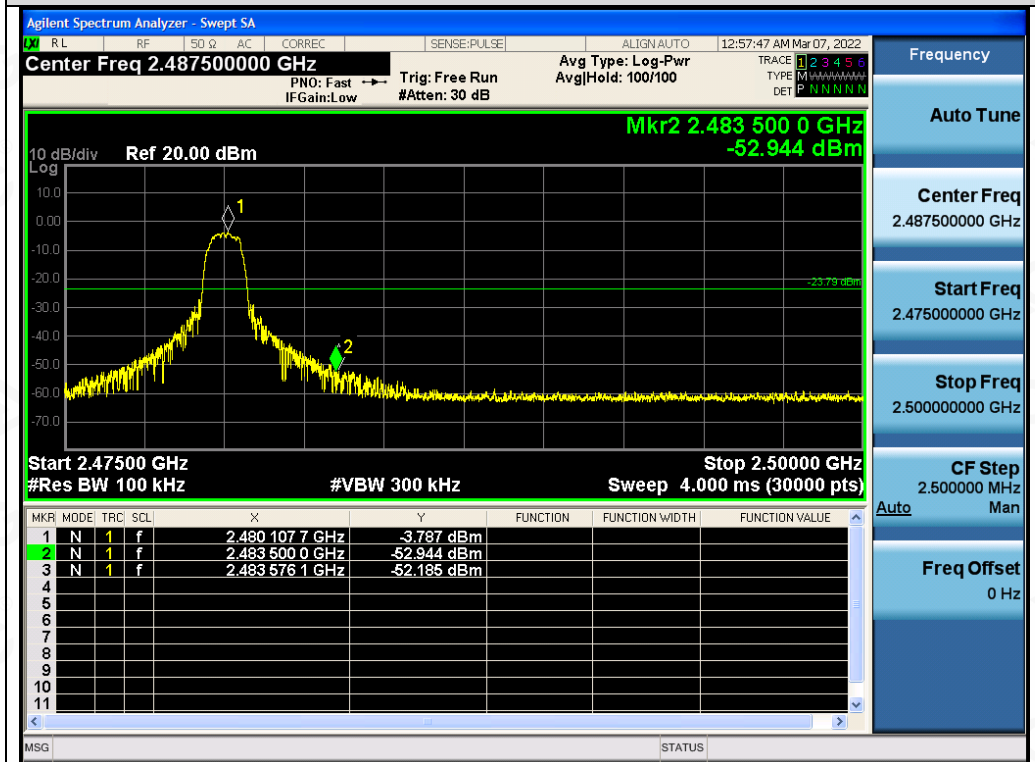 Agilent Spectrum Analyzer - Swept SA
LXI RL RF 50 Ω AC CORREC SENSE:PULSE ALIGN AUTO 12:57:47 AM Mar 07, 2022
Center Freq 2.487500000 GHz
PNO: Fast
IFGain:Low
Trig: Free Run
#Atten: 30 dB
Avg Type: Log-Pwr
Avg|Hold: 100/100
TRACE 1 2 3 4 5 6
TYPE M
DET P N N N N N
Mkr2 2.483 500 0 GHz
-52.944 dBm
10 dB/div Ref 20.00 dBm
Log
10.0
0.00
-10.0
-20.0
-30.0
-40.0
-50.0
-60.0
-70.0
1
2
-23.79 dBm
Start 2.47500 GHz Stop 2.50000 GHz
#Res BW 100 kHz #VBW 300 kHz Sweep 4.000 ms (30000 pts)
MKR MODE TRC SCL X Y FUNCTION FUNCTION WIDTH FUNCTION VALUE
1 N 1 f 2.480 107 7 GHz -3.787 dBm
2 N 1 f 2.483 500 0 GHz -52.944 dBm
3 N 1 f 2.483 576 1 GHz -52.185 dBm
4
5
6
7
8
9
10
11
MSG STATUS
Frequency
Auto Tune
Center Freq
2.487500000 GHz
Start Freq
2.475000000 GHz
Stop Freq
2.500000000 GHz
CF Step
2.500000 MHz
Auto Man
Freq Offset
0 Hz